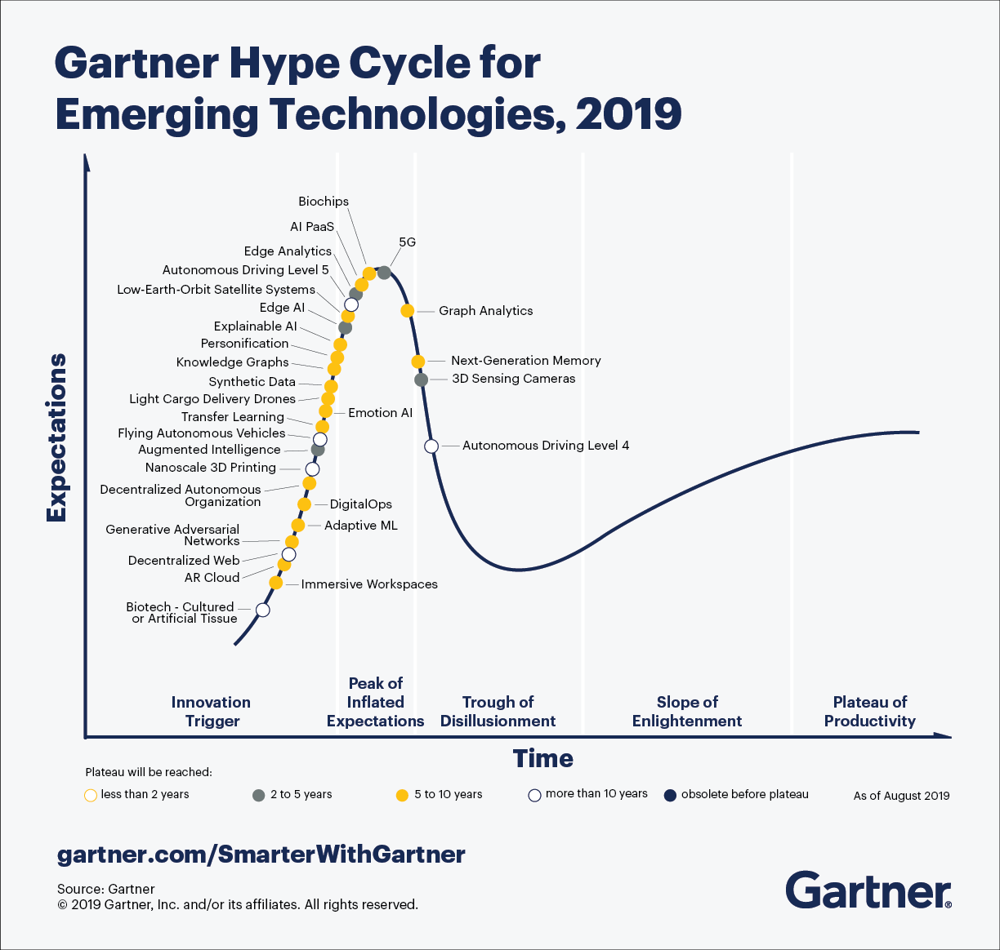 Gartner Hype Cycle for
Emerging Technologies, 2019
Expectations
Biochips
AI PaaS
5G
Edge Analytics
Autonomous Driving Level 5
Low-Earth-Orbit Satellite Systems
Edge AI
Graph Analytics
Explainable AI
Personification
Knowledge Graphs
Next-Generation Memory
Synthetic Data
3D Sensing Cameras
Light Cargo Delivery Drones
Emotion AI
Transfer Learning
Flying Autonomous Vehicles
Augmented Intelligence
Autonomous Driving Level 4
Nanoscale 3D Printing
Decentralized Autonomous
Organization
DigitalOps
Adaptive ML
Generative Adversarial
Networks
Decentralized Web
AR Cloud
Immersive Workspaces
Biotech - Cultured
or Artificial Tissue
Innovation
Trigger
Peak of
Inflated
Expectations
Trough of
Disillusionment
Slope of
Enlightenment
Plateau of
Productivity
Time
Plateau will be reached:
less than 2 years
2 to 5 years
5 to 10 years
more than 10 years
obsolete before plateau
As of August 2019
gartner.com/SmarterWithGartner
Source: Gartner
© 2019 Gartner, Inc. and/or its affiliates. All rights reserved.
Gartner®